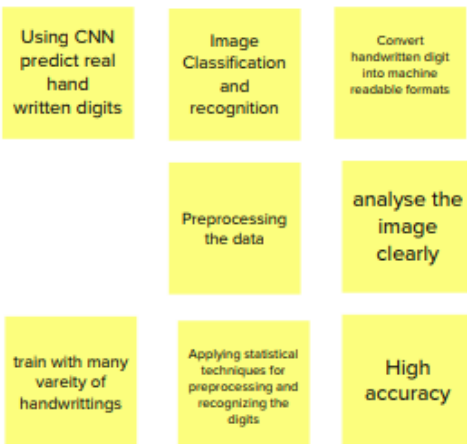 Using CNN
predict real
hand
written digits
Image
Classification
and
recognition
Convert
handwritten digit
into machine
readable formats
Preprocessing
the data
analyse the
image
clearly
train with many
vareity of
handwrittings
Applying statistical
techniques for
preprocessing and
recognizing the
digits
High
accuracy